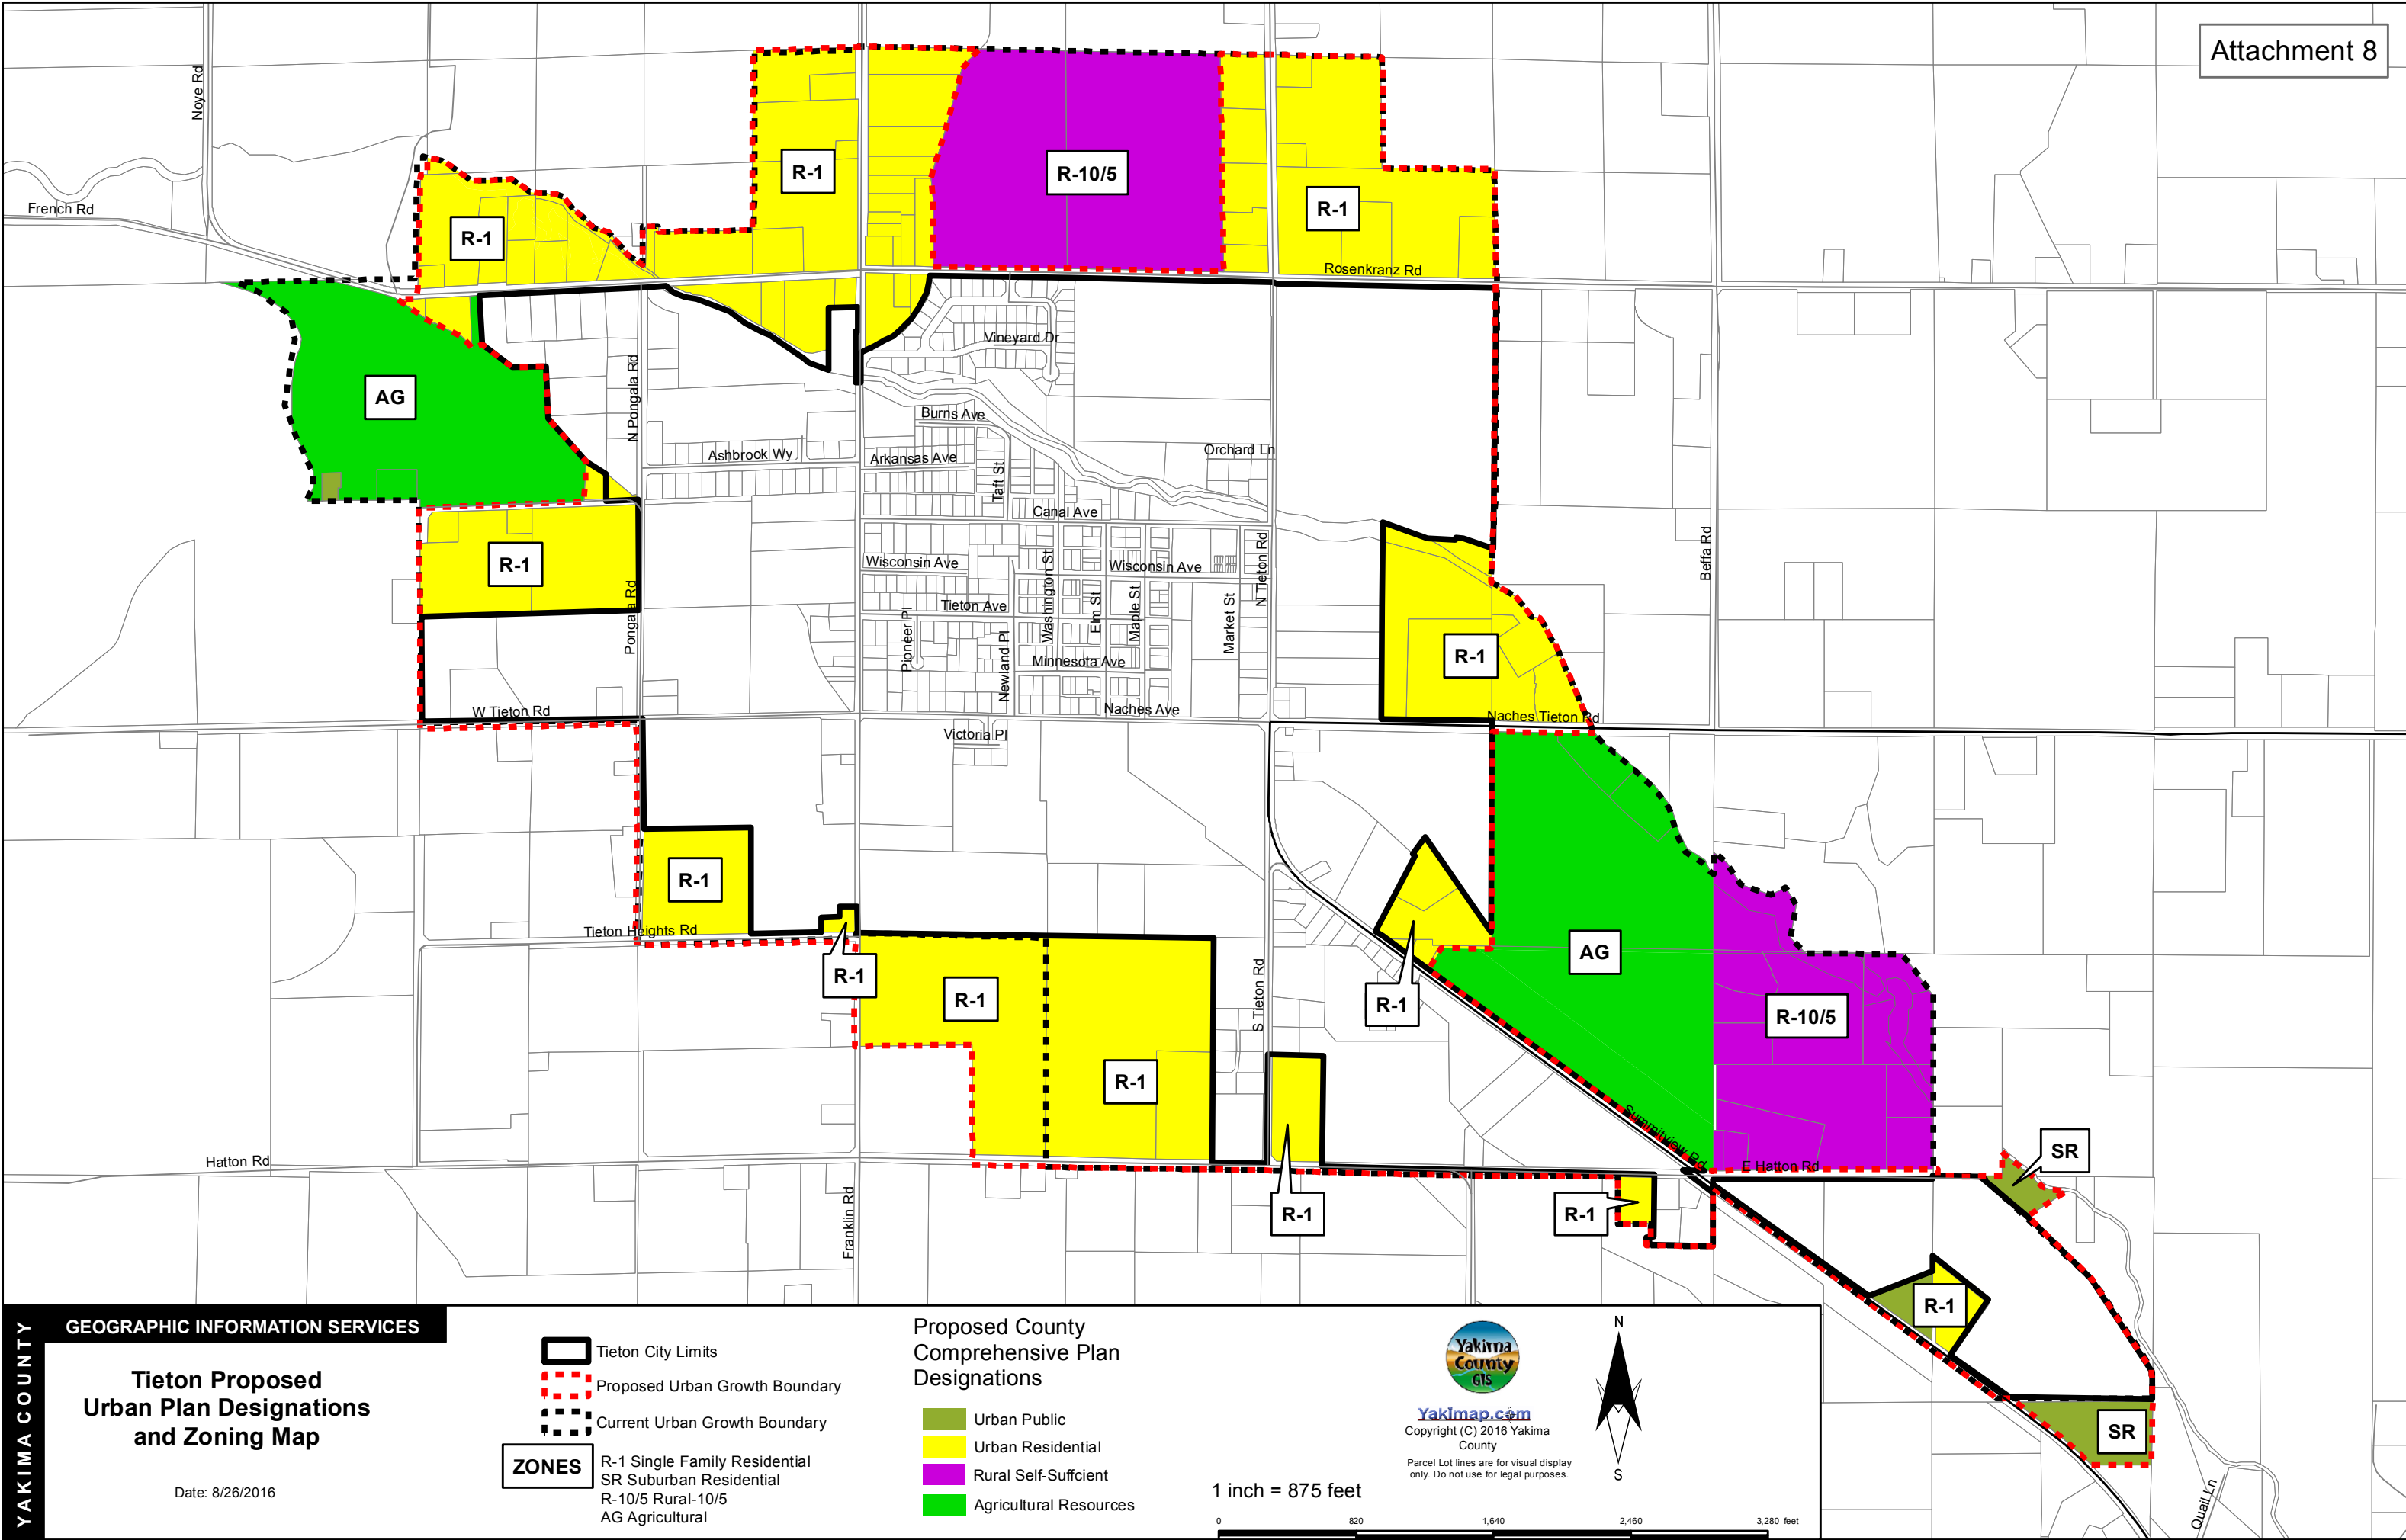 Attachment 8
Noye Rd
French Rd
R-1
R-1
R-10/5
R-1
Rosenkranz Rd
AG
N Pongala Rd
Vineyard Dr
Burns Ave
Ashbrook Wy
Arkansas Ave
Taft St
Orchard Ln
Canal Ave
R-1
Pongala Rd
Wisconsin Ave
Wisconsin Ave
Washington St
Elm St
Maple St
Market St
N Tieton Rd
Beffa Rd
Tieton Ave
Pioneer Pl
Newland Pl
Minnesota Ave
R-1
W Tieton Rd
Naches Ave
Naches Tieton Rd
Victoria Pl
R-1
Tieton Heights Rd
R-1
R-1
R-1
S Tieton Rd
R-1
AG
R-10/5
Summitview Rd
Hatton Rd
E Hatton Rd
SR
Franklin Rd
R-1
R-1
R-1
SR
Quail Ln
YAKIMA COUNTY
GEOGRAPHIC INFORMATION SERVICES
Tieton Proposed
Urban Plan Designations
and Zoning Map
Date: 8/26/2016
Tieton City Limits
Proposed Urban Growth Boundary
Current Urban Growth Boundary
ZONES
R-1 Single Family Residential
SR Suburban Residential
R-10/5 Rural-10/5
AG Agricultural
Proposed County
Comprehensive Plan
Designations
Urban Public
Urban Residential
Rural Self-Suffcient
Agricultural Resources
1 inch = 875 feet
0 820 1,640 2,460 3,280 feet
Yakima
County
GIS
Yakimap.com
Copyright (C) 2016 Yakima
County
Parcel Lot lines are for visual display
only. Do not use for legal purposes.
N
S